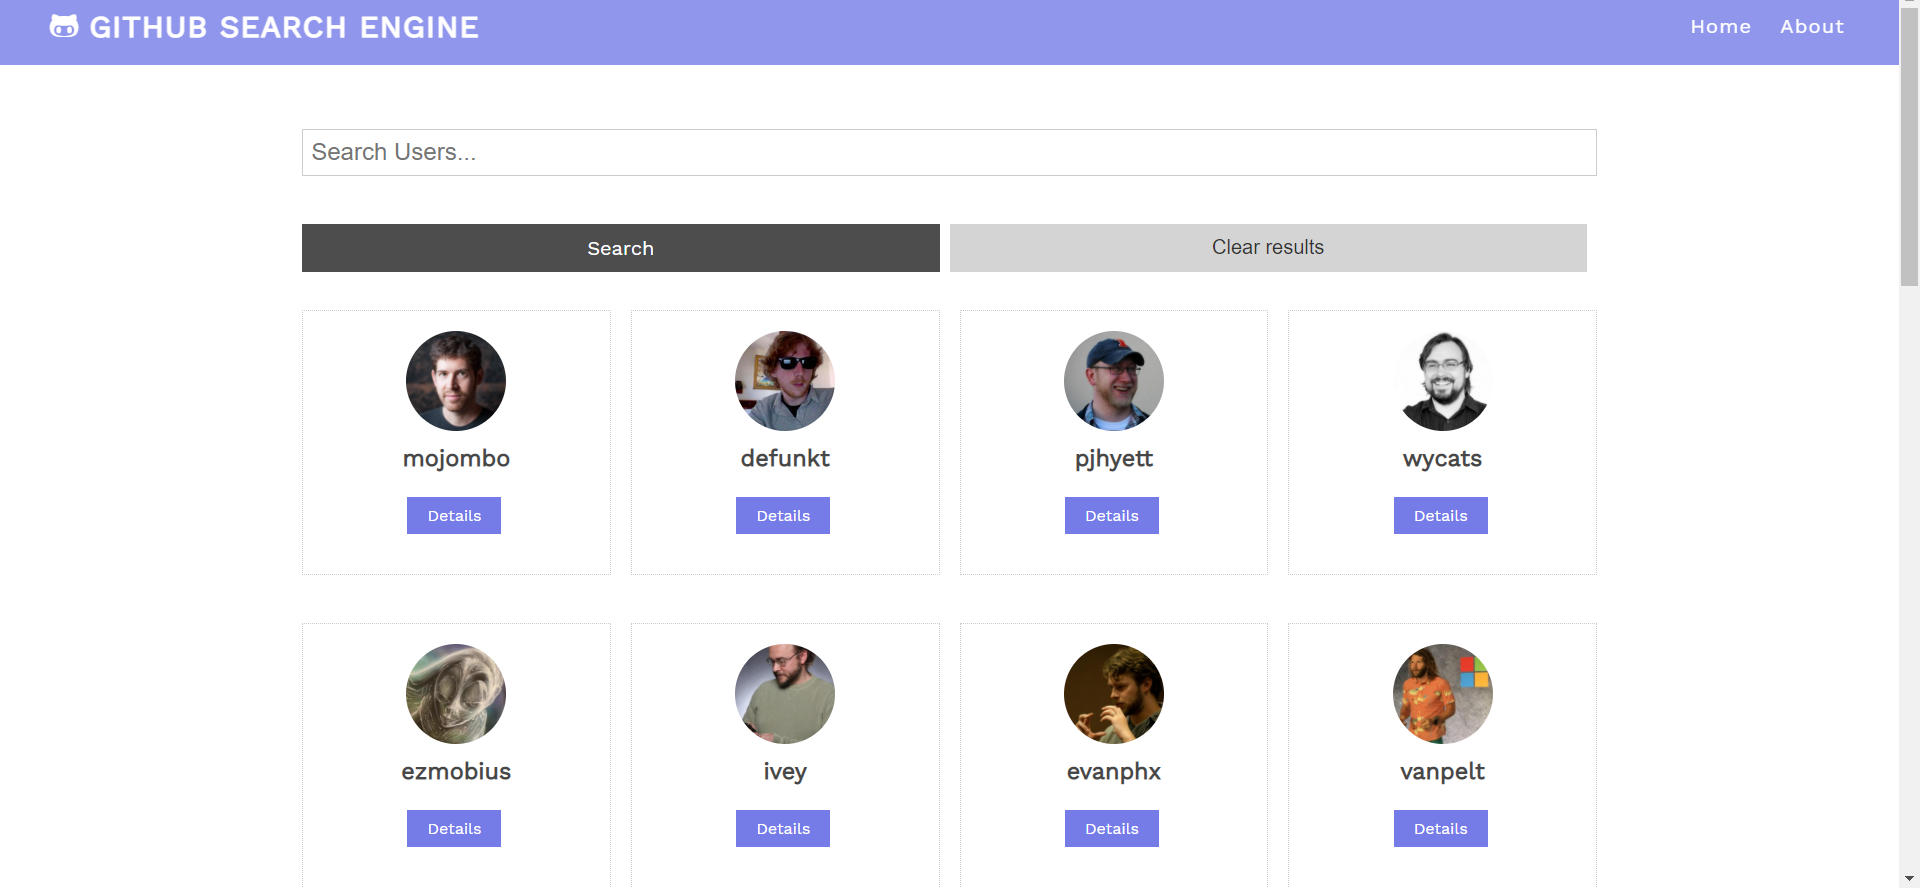 GITHUB SEARCH ENGINE
Home About
Search Users...
Search Clear results
mojombo defunkt pjhyett wycats
Details Details Details Details
ezmobius ivey evanphx vanpelt
Details Details Details Details